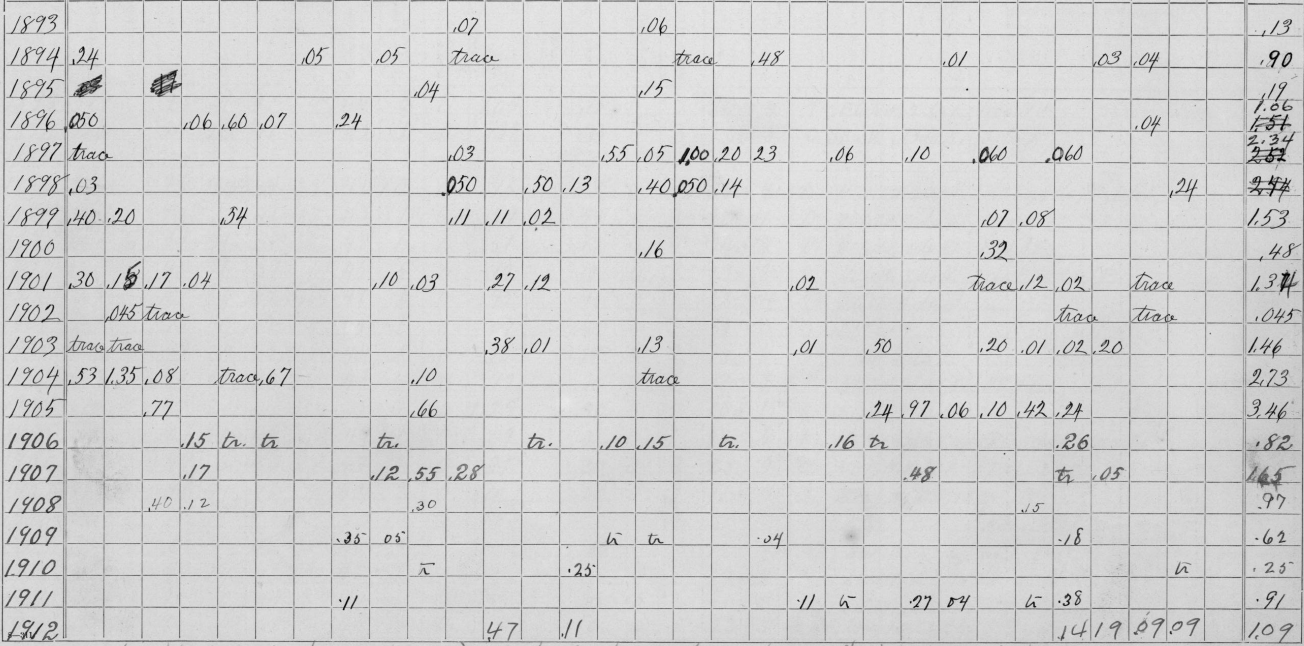 1893 .07 .06 .13
1894 .24 .05 .05 trace trace .48 .01 .03 .04 .90
1895 .04 .15 .19
1896 .050 .06 .60 .07 .24 .04 1.06 1.51
1897 trace .03 .55 .05 1.00 .20 23 .06 .10 .060 .060 2.34 2.52
1898 .03 .050 .50 .13 .40 .050 .14 .24
1899 .40 .20 .54 .11 .11 .02 .07 .08 1.53
1900 .16 .32 .48
1901 .30 .15 .17 .04 .10 .03 .27 .12 .02 trace .12 .02 trace
1902 .045 trace trace trace .045
1903 trace trace .38 .01 .13 .01 .50 .20 .01 .02 .20 1.46
1904 .53 1.35 .08 trace .67 .10 trace 2.73
1905 .77 .66 .24 .97 .06 .10 .42 .24 3.46
1906 .15 tr. tr tr. tr. .10 .15 tr. .16 tr .26 .82
1907 .17 .12 .55 .28 .48 tr .05 1.65
1908 .40 .12 .30 .15 .97
1909 .35 05 tr tr .04 .18 .62
1910 tr .25 tr .25
1911 .11 .11 tr .27 04 tr .38 .91
1912 .47 .11 .14 19 .09 .09 1.09